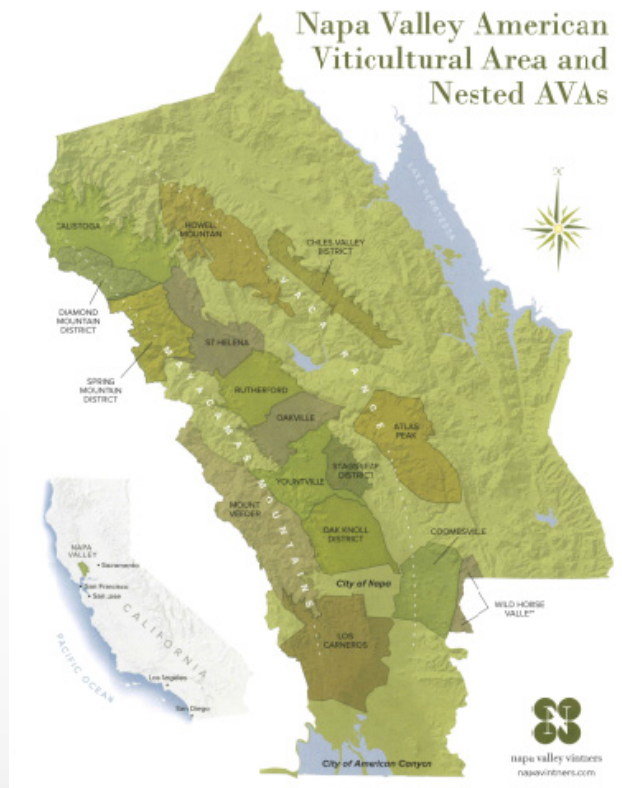 Napa Valley American
Viticultural Area and
Nested AVAs
N
LAKE BERRYESSA
CALISTOGA
HOWELL
MOUNTAIN
CHILES VALLEY
DISTRICT
DIAMOND
MOUNTAIN
DISTRICT
VACA RANGE
ST HELENA
SPRING
MOUNTAIN
DISTRICT
RUTHERFORD
MAYACAMAS MOUNTAINS
OAKVILLE
ATLAS
PEAK
STAGS LEAP
DISTRICT
YOUNTVILLE
MOUNT
VEEDER
OAK KNOLL
DISTRICT
COOMBSVILLE
NAPA
VALLEY
Sacramento
San Francisco
San Jose
CALIFORNIA
PACIFIC OCEAN
Los Angeles
San Diego
City of Napa
WILD HORSE
VALLEY
LOS
CARNEROS
City of American Canyon
napa valley vintners
napavintners.com